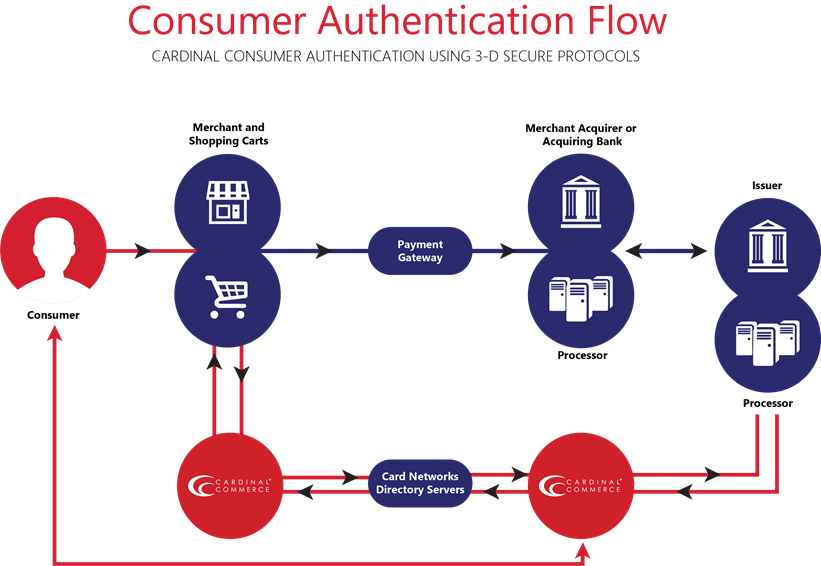 Consumer Authentication Flow
CARDINAL CONSUMER AUTHENTICATION USING 3-D SECURE PROTOCOLS
Merchant and
Shopping Carts
Merchant Acquirer or
Acquiring Bank
Issuer
Payment
Gateway
Consumer
Processor
Processor
CARDINAL®
COMMERCE
Card Networks
Directory Servers
CARDINAL®
COMMERCE